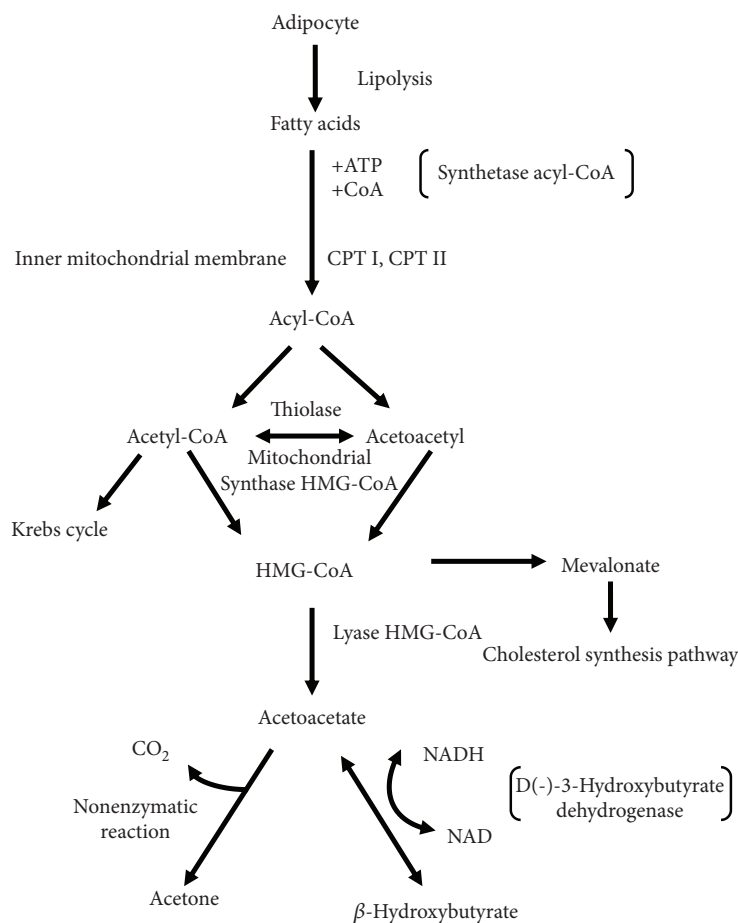 Adipocyte
Lipolysis
Fatty acids
+ATP
+CoA
Synthetase acyl-CoA
Inner mitochondrial membrane
CPT I, CPT II
Acyl-CoA
Thiolase
Acetyl-CoA
Acetoacetyl
Mitochondrial
Synthase HMG-CoA
Krebs cycle
HMG-CoA
Mevalonate
Lyase HMG-CoA
Cholesterol synthesis pathway
Acetoacetate
CO₂
NADH
D(-)-3-Hydroxybutyrate
dehydrogenase
Nonenzymatic
reaction
NAD
Acetone
β-Hydroxybutyrate